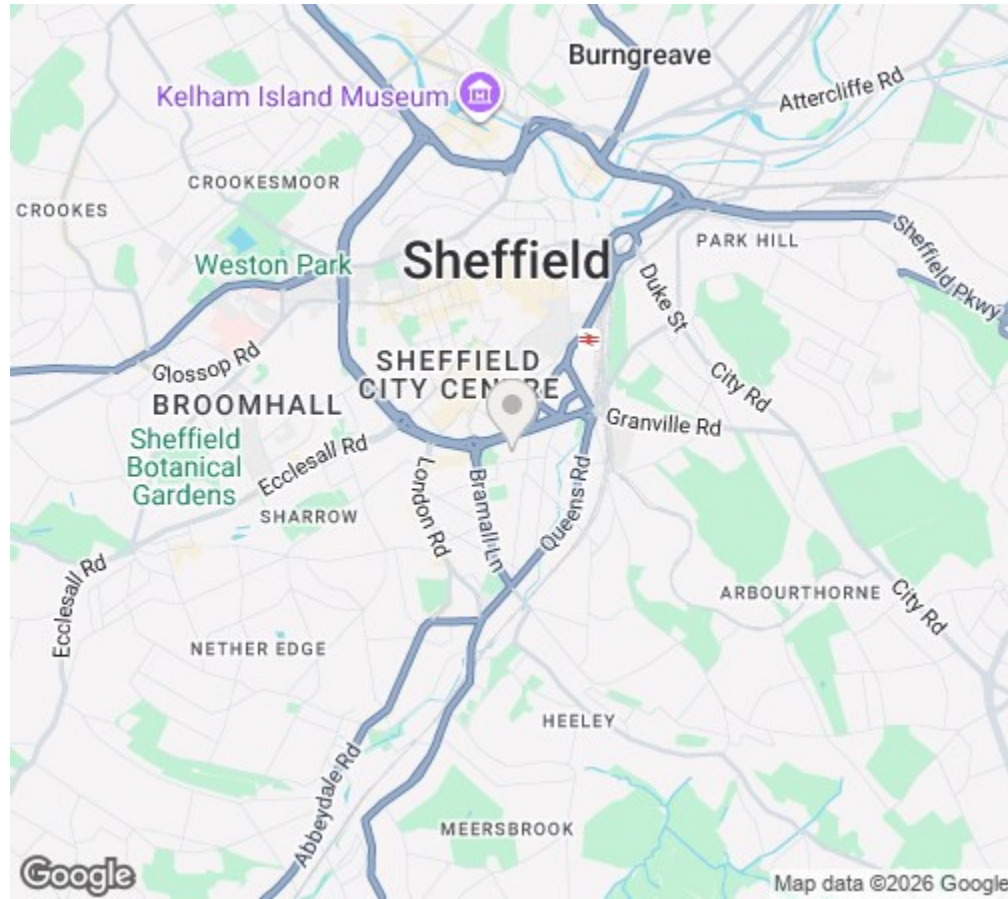 Burngreave
Kelham Island Museum
Attercliffe Rd
CROOKESMOOR
CROOKES
PARK HILL
Sheffield
Weston Park
Sheffield Pkwy
Duke St
SHEFFIELD
CITY CENTRE
Glossop Rd
City Rd
BROOMHALL
Granville Rd
Sheffield
Botanical
Gardens
Ecclesall Rd
London Rd
Bramall Ln
Queens Rd
SHARROW
Ecclesall Rd
ARBOURTHORNE
City Rd
NETHER EDGE
HEELEY
Abbeydale Rd
MEERSBROOK
Google
Map data ©2026 Google